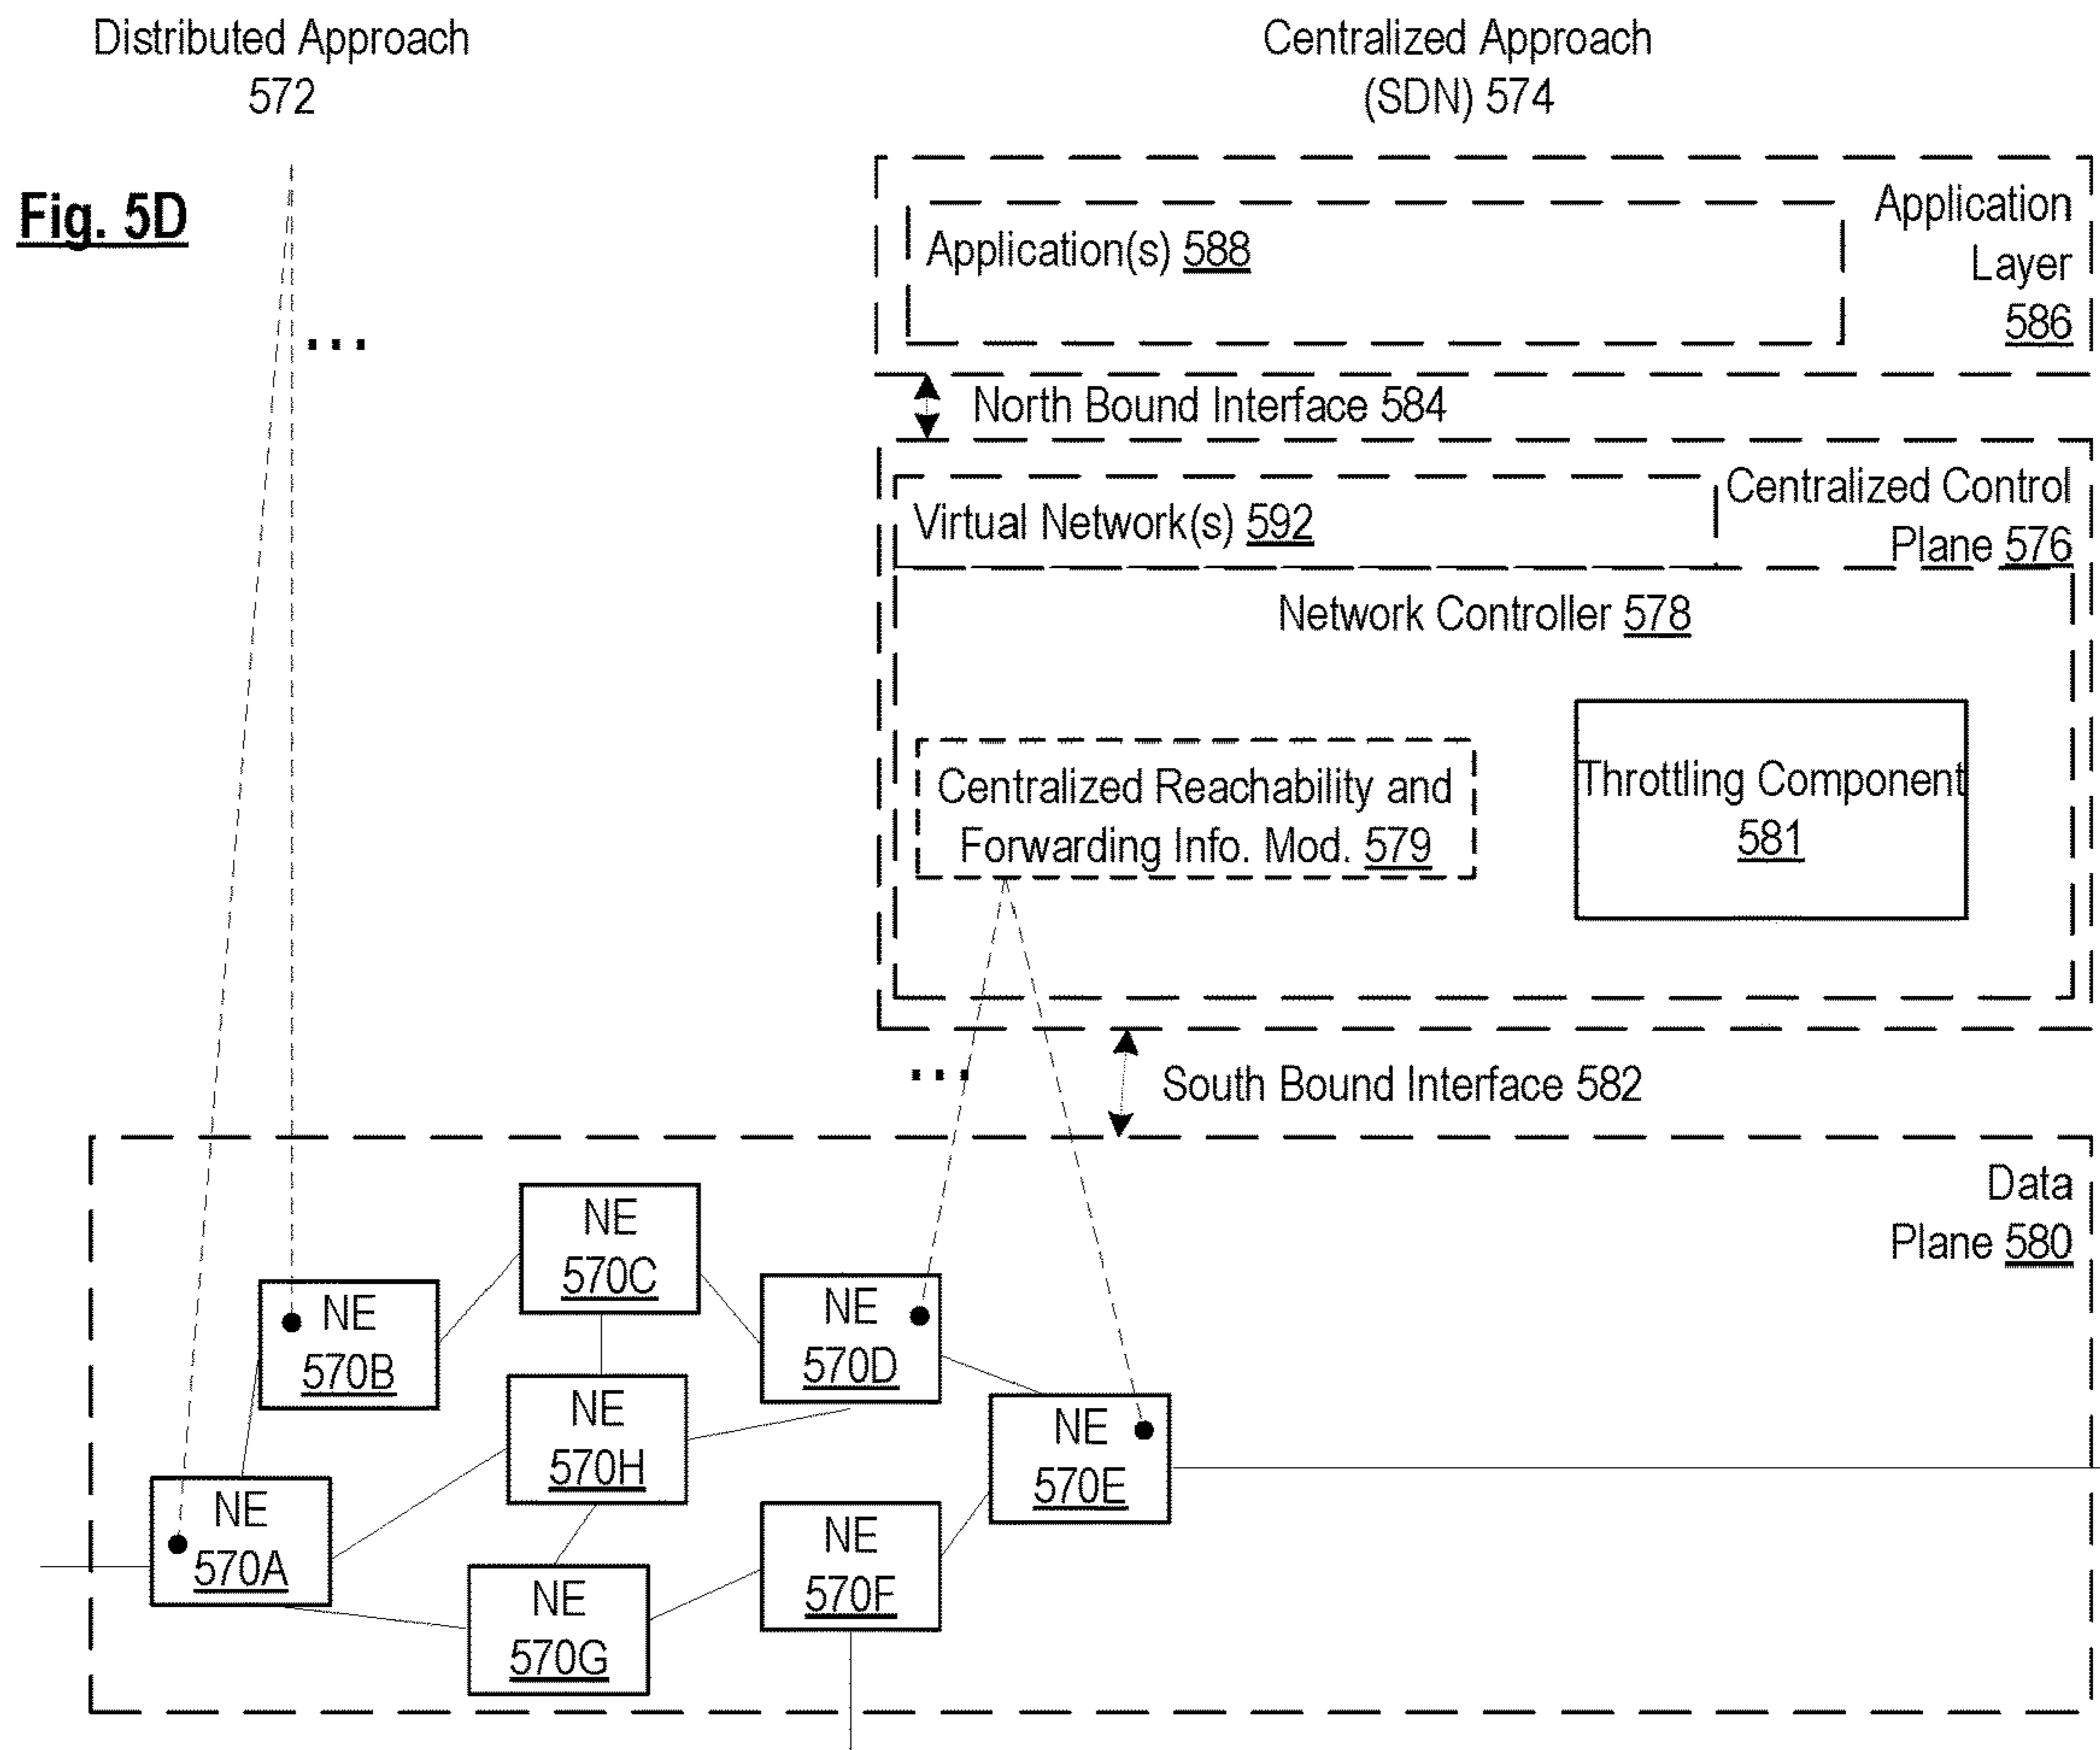 Distributed Approach
572
Centralized Approach
(SDN) 574
Fig. 5D
Application
Layer
586
Application(s) 588
...
North Bound Interface 584
Centralized Control
Plane 576
Virtual Network(s) 592
Network Controller 578
Centralized Reachability and
Forwarding Info. Mod. 579
Throttling Component
581
...
South Bound Interface 582
Data
Plane 580
NE
570C
NE
570B
NE
570D
NE
570H
NE
570E
NE
570A
NE
570F
NE
570G